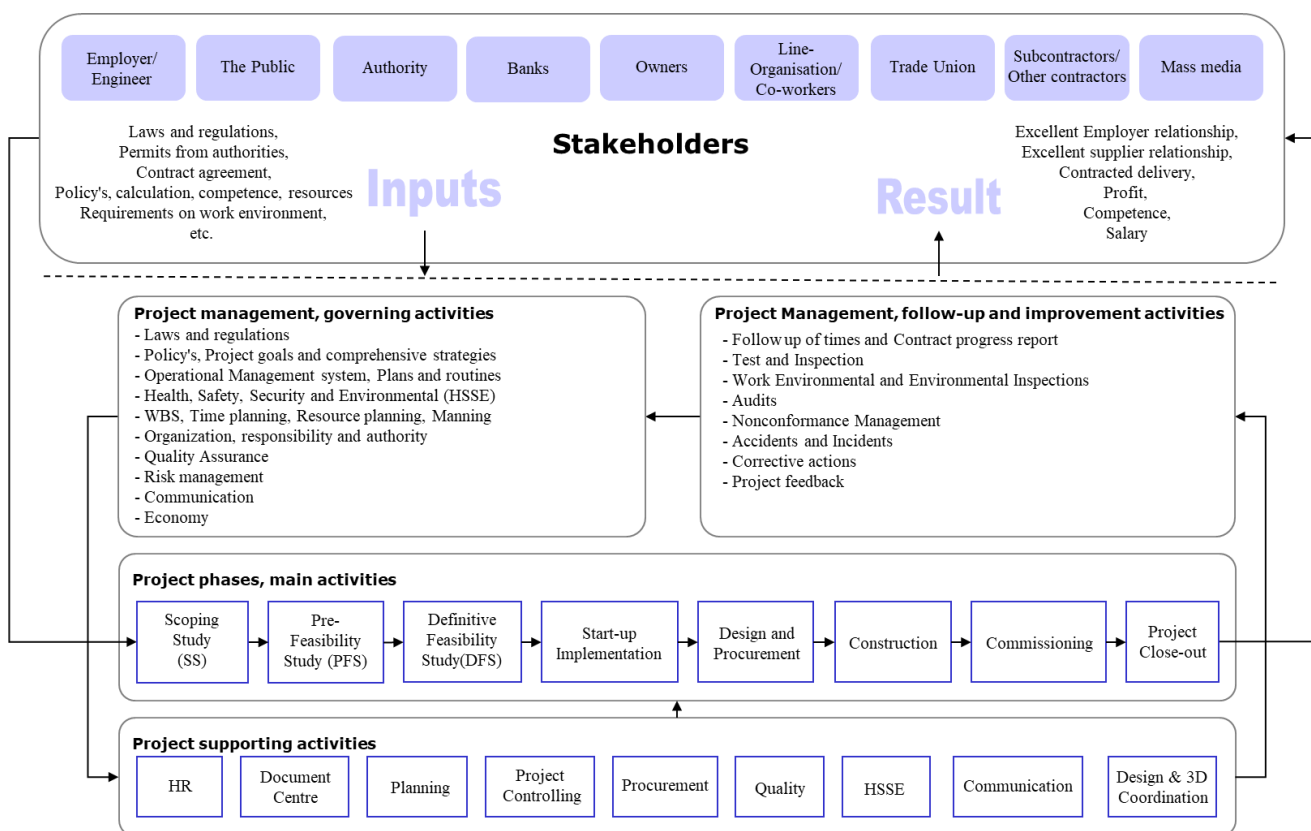 Employer/
Engineer
The Public
Authority
Banks
Owners
Line-
Organisation/
Co-workers
Trade Union
Subcontractors/
Other contractors
Mass media
Laws and regulations,
Permits from authorities,
Contract agreement,
Policy's, calculation, competence, resources
Requirements on work environment,
etc.
Stakeholders
Inputs
Result
Excellent Employer relationship,
Excellent supplier relationship,
Contracted delivery,
Profit,
Competence,
Salary
Project management, governing activities
- Laws and regulations
- Policy's, Project goals and comprehensive strategies
- Operational Management system, Plans and routines
- Health, Safety, Security and Environmental (HSSE)
- WBS, Time planning, Resource planning, Manning
- Organization, responsibility and authority
- Quality Assurance
- Risk management
- Communication
- Economy
Project Management, follow-up and improvement activities
- Follow up of times and Contract progress report
- Test and Inspection
- Work Environmental and Environmental Inspections
- Audits
- Nonconformance Management
- Accidents and Incidents
- Corrective actions
- Project feedback
Project phases, main activities
Scoping
Study
(SS)
Pre-
Feasibility
Study (PFS)
Definitive
Feasibility
Study(DFS)
Start-up
Implementation
Design and
Procurement
Construction
Commissioning
Project
Close-out
Project supporting activities
HR
Document
Centre
Planning
Project
Controlling
Procurement
Quality
HSSE
Communication
Design & 3D
Coordination